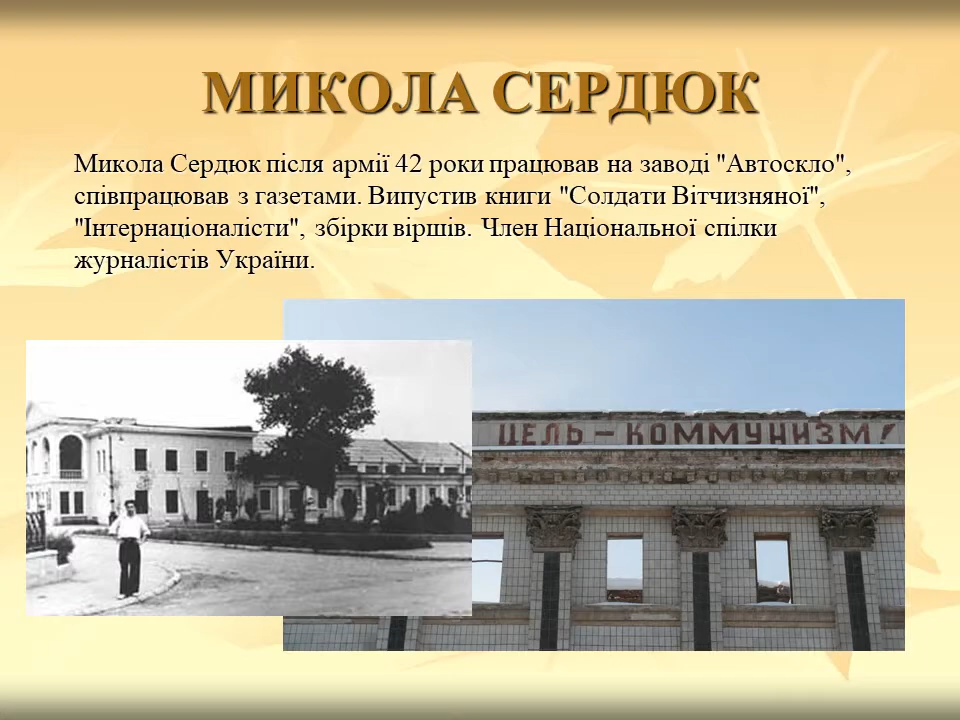 МИКОЛА СЕРДЮК
Микола Сердюк після армії 42 роки працював на заводі "Автоскло",
співпрацював з газетами. Випустив книги "Солдати Вітчизняної",
"Інтернаціоналісти", збірки віршів. Член Національної спілки
журналістів України.
ЦЕЛЬ – КОММУНИЗМ!